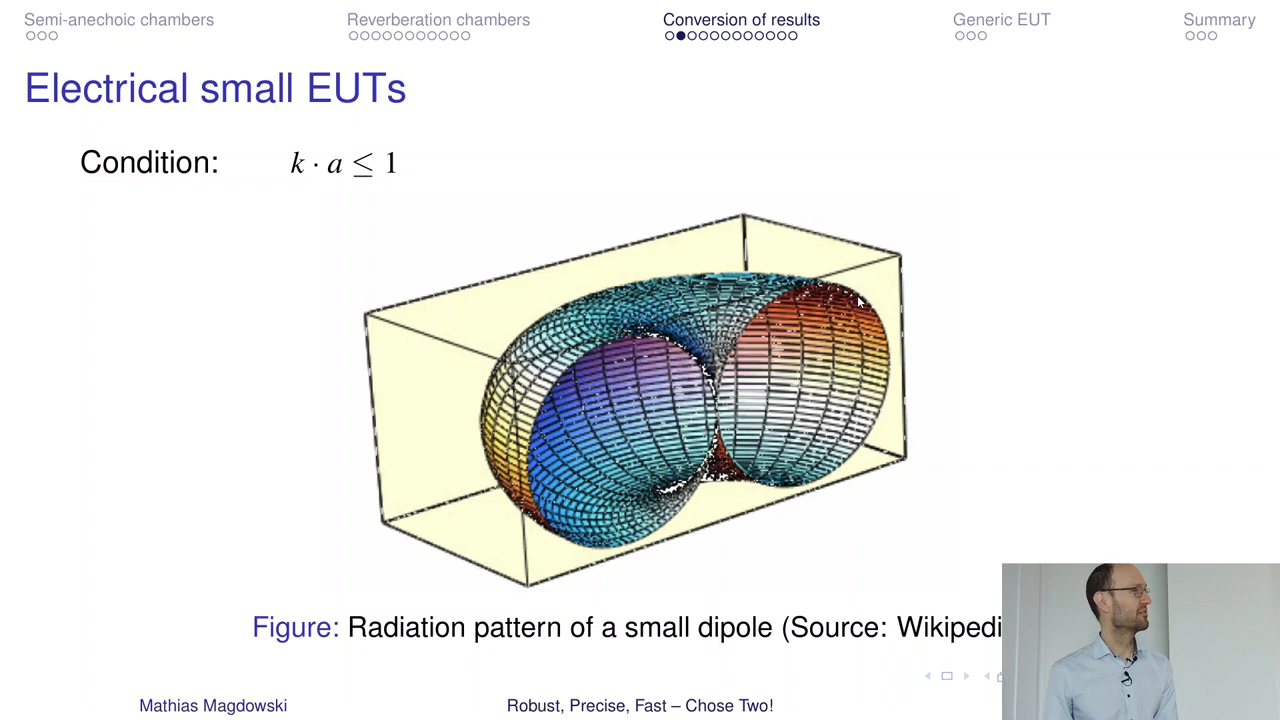 Semi-anechoic chambers Reverberation chambers Conversion of results Generic EUT Summary
Electrical small EUTs
Condition: k · a ≤ 1
Figure: Radiation pattern of a small dipole (Source: Wikipedi
Mathias Magdowski Robust, Precise, Fast – Chose Two!